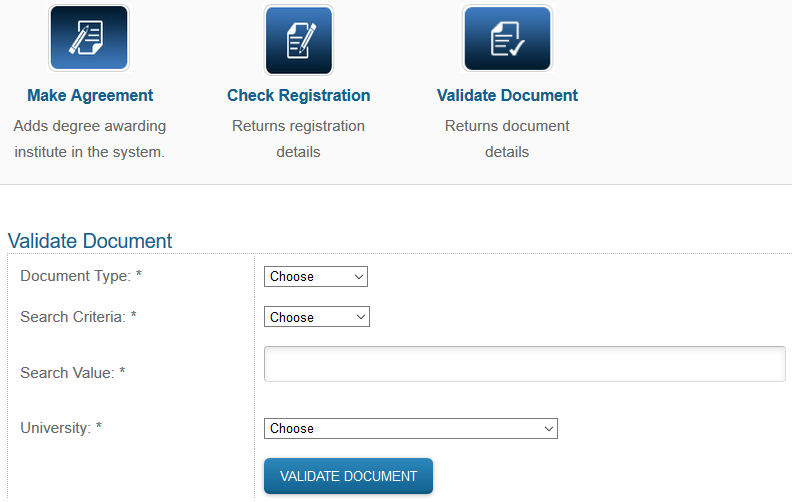 Make Agreement
Adds degree awarding
institute in the system.
Check Registration
Returns registration
details
Validate Document
Returns document
details
Validate Document
Document Type: *
Choose
Search Criteria: *
Choose
Search Value: *
University: *
Choose
VALIDATE DOCUMENT